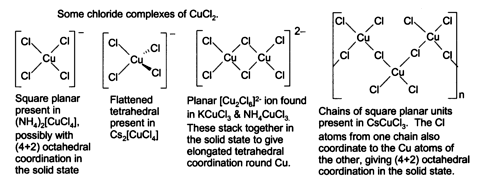 Some chloride complexes of CuCl₂.
Cl Cl
Cu
Cl Cl
−
Cl Cl
Cu
Cl Cl
−
Cl Cl Cl
Cu Cu
Cl Cl Cl
2−
Cl Cl Cl Cl
Cu Cu
Cl Cl Cl Cl
Cu
Cl Cl
n
Square planar
present in
(NH₄)₂[CuCl₄],
possibly with
(4+2) octahedral
coordination in
the solid state
Flattened
tetrahedral
present in
Cs₂[CuCl₄]
Planar [Cu₂Cl₆]²⁻ ion found
in KCuCl₃ & NH₄CuCl₃.
These stack together in
the solid state to give
elongated tetrahedral
coordination round Cu.
Chains of square planar units
present in CsCuCl₃. The Cl
atoms from one chain also
coordinate to the Cu atoms of
the other, giving (4+2) octahedral
coordination in the solid state.